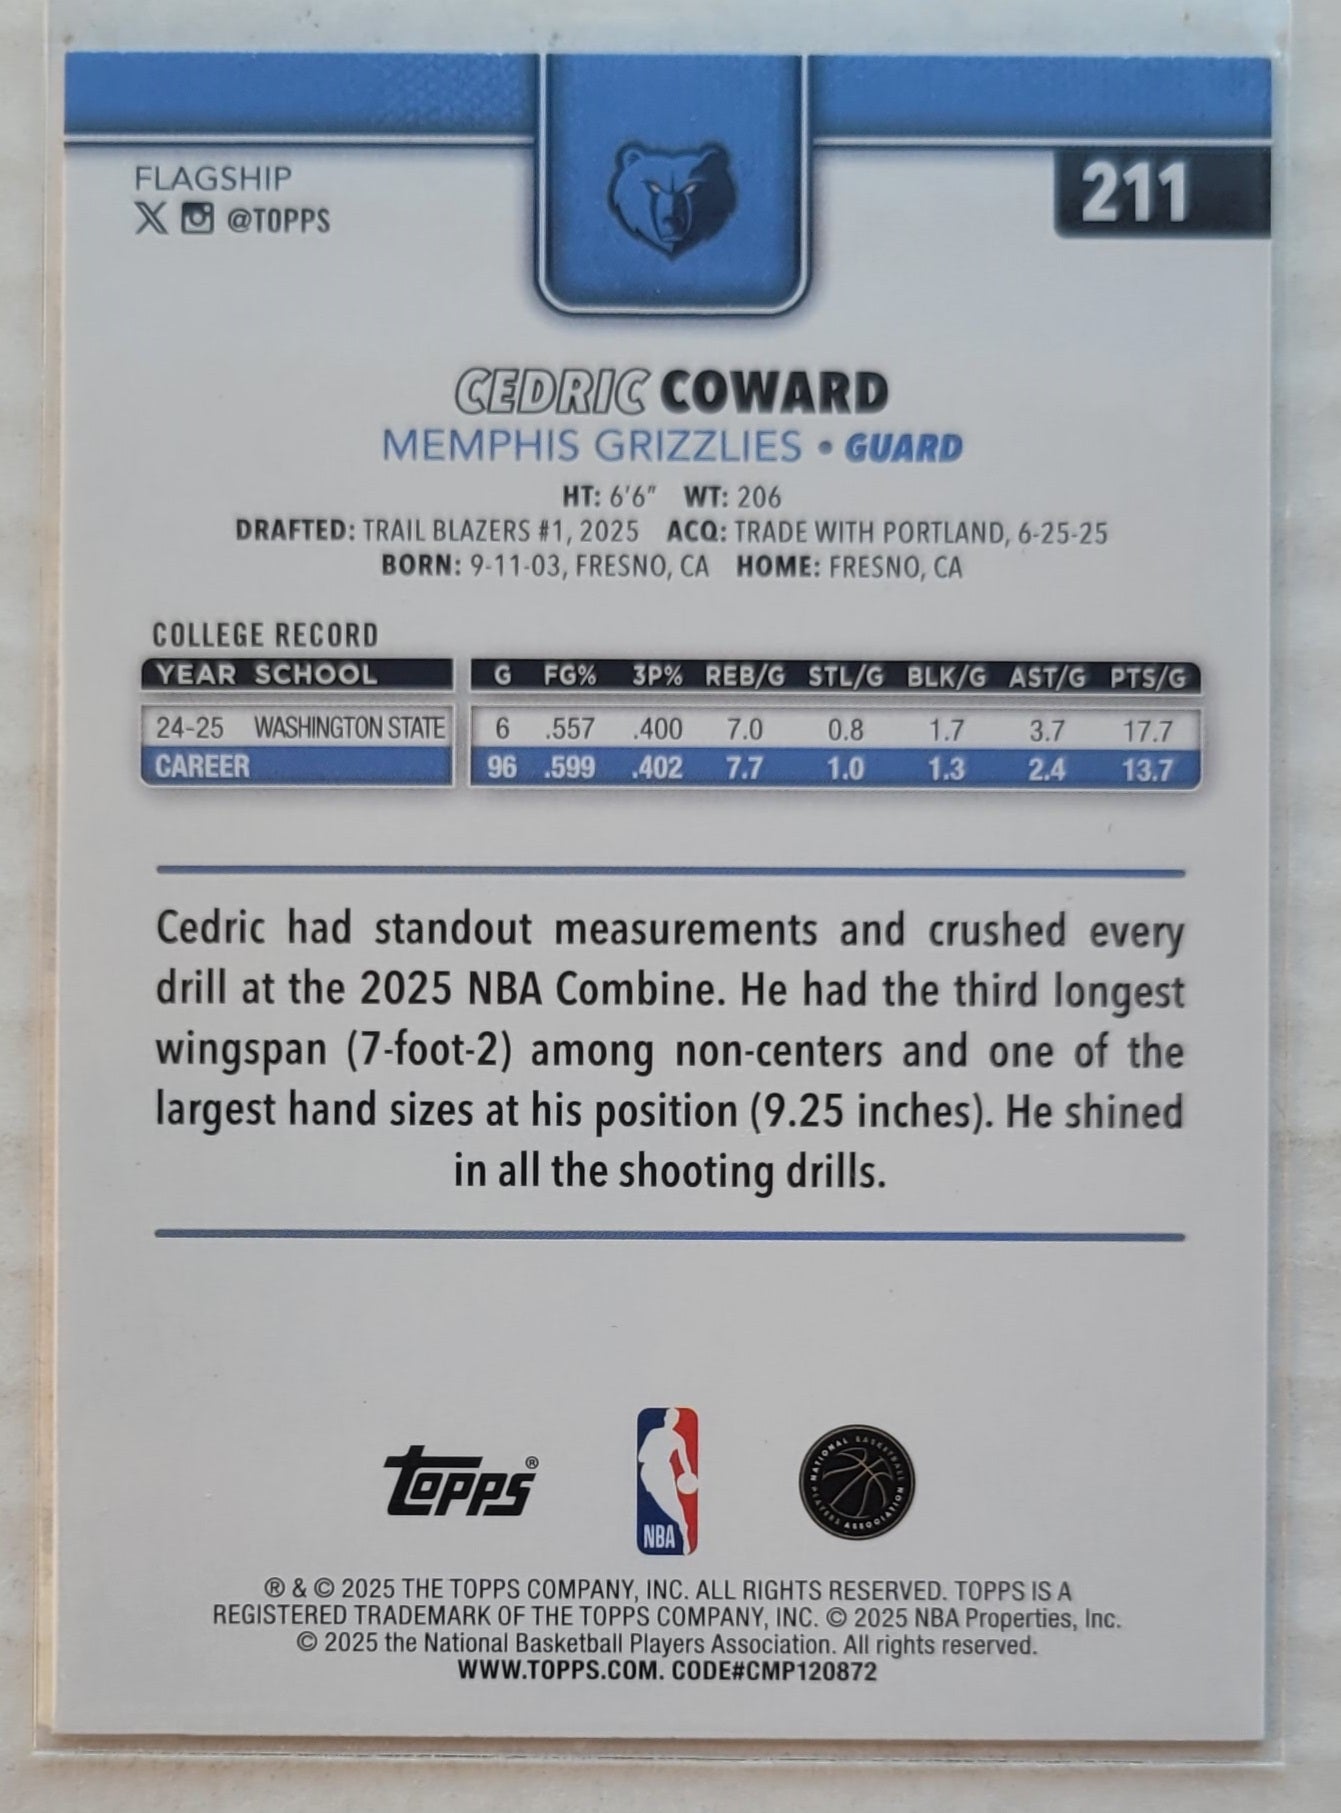 FLAGSHIP
@TOPPS
211
CEDRIC COWARD
MEMPHIS GRIZZLIES • GUARD
HT: 6'6" WT: 206
DRAFTED: TRAIL BLAZERS #1, 2025 ACQ: TRADE WITH PORTLAND, 6-25-25
BORN: 9-11-03, FRESNO, CA HOME: FRESNO, CA
COLLEGE RECORD
YEAR SCHOOL G FG% 3P% REB/G STL/G BLK/G AST/G PTS/G
24-25 WASHINGTON STATE 6 .557 .400 7.0 0.8 1.7 3.7 17.7
CAREER 96 .599 .402 7.7 1.0 1.3 2.4 13.7
Cedric had standout measurements and crushed every
drill at the 2025 NBA Combine. He had the third longest
wingspan (7-foot-2) among non-centers and one of the
largest hand sizes at his position (9.25 inches). He shined
in all the shooting drills.
TOPPS®
NBA
NATIONAL BASKETBALL
PLAYERS ASSOCIATION
® & © 2025 THE TOPPS COMPANY, INC. ALL RIGHTS RESERVED. TOPPS IS A
REGISTERED TRADEMARK OF THE TOPPS COMPANY, INC. © 2025 NBA Properties, Inc.
© 2025 the National Basketball Players Association. All rights reserved.
WWW.TOPPS.COM. CODE#CMP120872